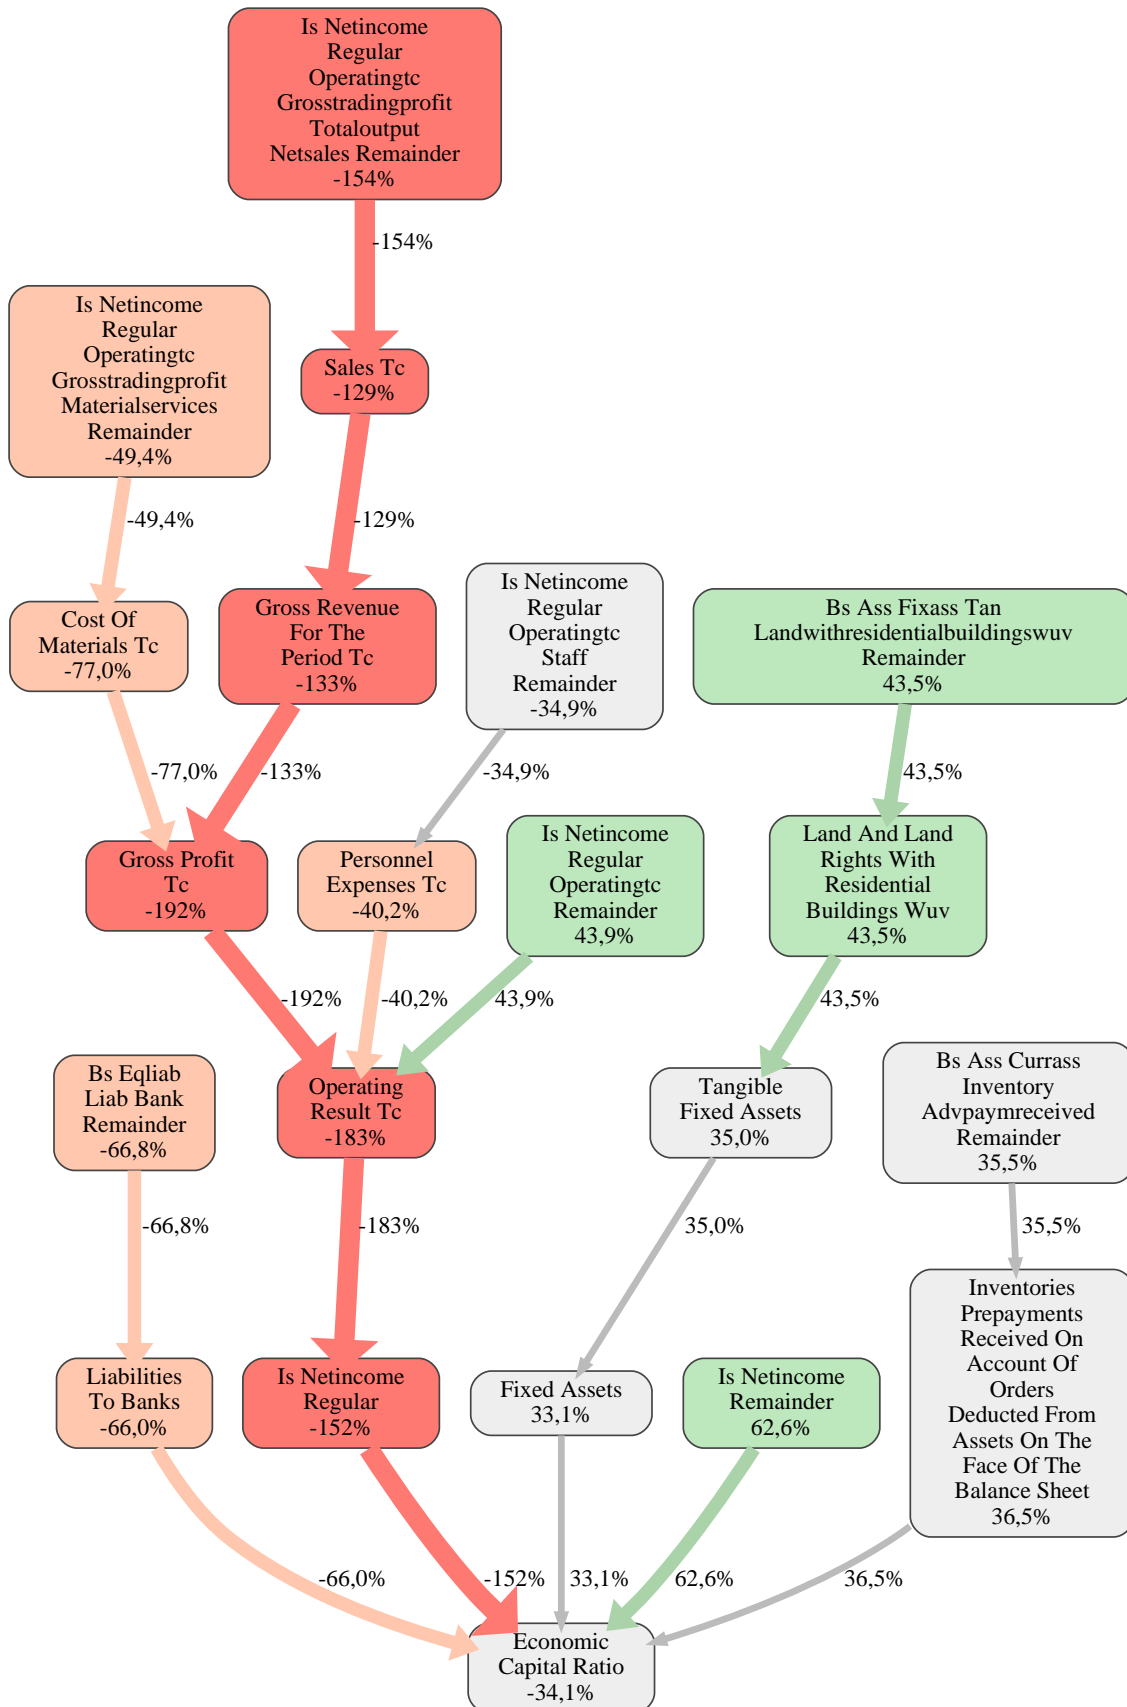 Is Netincome
Regular
Operatingtc
Grosstradingprofit
Totaloutput
Netsales Remainder
-154%
-154%
Is Netincome
Regular
Operatingtc
Grosstradingprofit
Materialservices
Remainder
-49,4%
Sales Tc
-129%
-49,4%
-129%
Cost Of
Materials Tc
-77,0%
Gross Revenue
For The
Period Tc
-133%
Is Netincome
Regular
Operatingtc
Staff
Remainder
-34,9%
Bs Ass Fixass Tan
Landwithresidentialbuildingswuv
Remainder
43,5%
-77,0%
-133%
-34,9%
43,5%
Gross Profit
Tc
-192%
Personnel
Expenses Tc
-40,2%
Is Netincome
Regular
Operatingtc
Remainder
43,9%
Land And Land
Rights With
Residential
Buildings Wuv
43,5%
-192%
-40,2%
43,9%
43,5%
Bs Eqliab
Liab Bank
Remainder
-66,8%
Operating
Result Tc
-183%
Tangible
Fixed Assets
35,0%
Bs Ass Currass
Inventory
Advpaymreceived
Remainder
35,5%
-66,8%
-183%
35,0%
35,5%
Liabilities
To Banks
-66,0%
Is Netincome
Regular
-152%
Fixed Assets
33,1%
Is Netincome
Remainder
62,6%
Inventories
Prepayments
Received On
Account Of
Orders
Deducted From
Assets On The
Face Of The
Balance Sheet
36,5%
-66,0%
-152%
33,1%
62,6%
36,5%
Economic
Capital Ratio
-34,1%